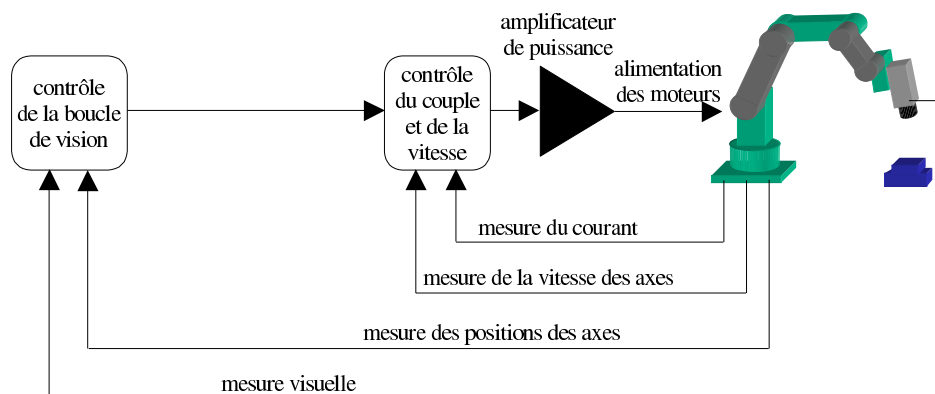 amplificateur
de puissance
contrôle
de la boucle
de vision
contrôle
du couple
et de la
vitesse
alimentation
des moteurs
mesure du courant
mesure de la vitesse des axes
mesure des positions des axes
mesure visuelle